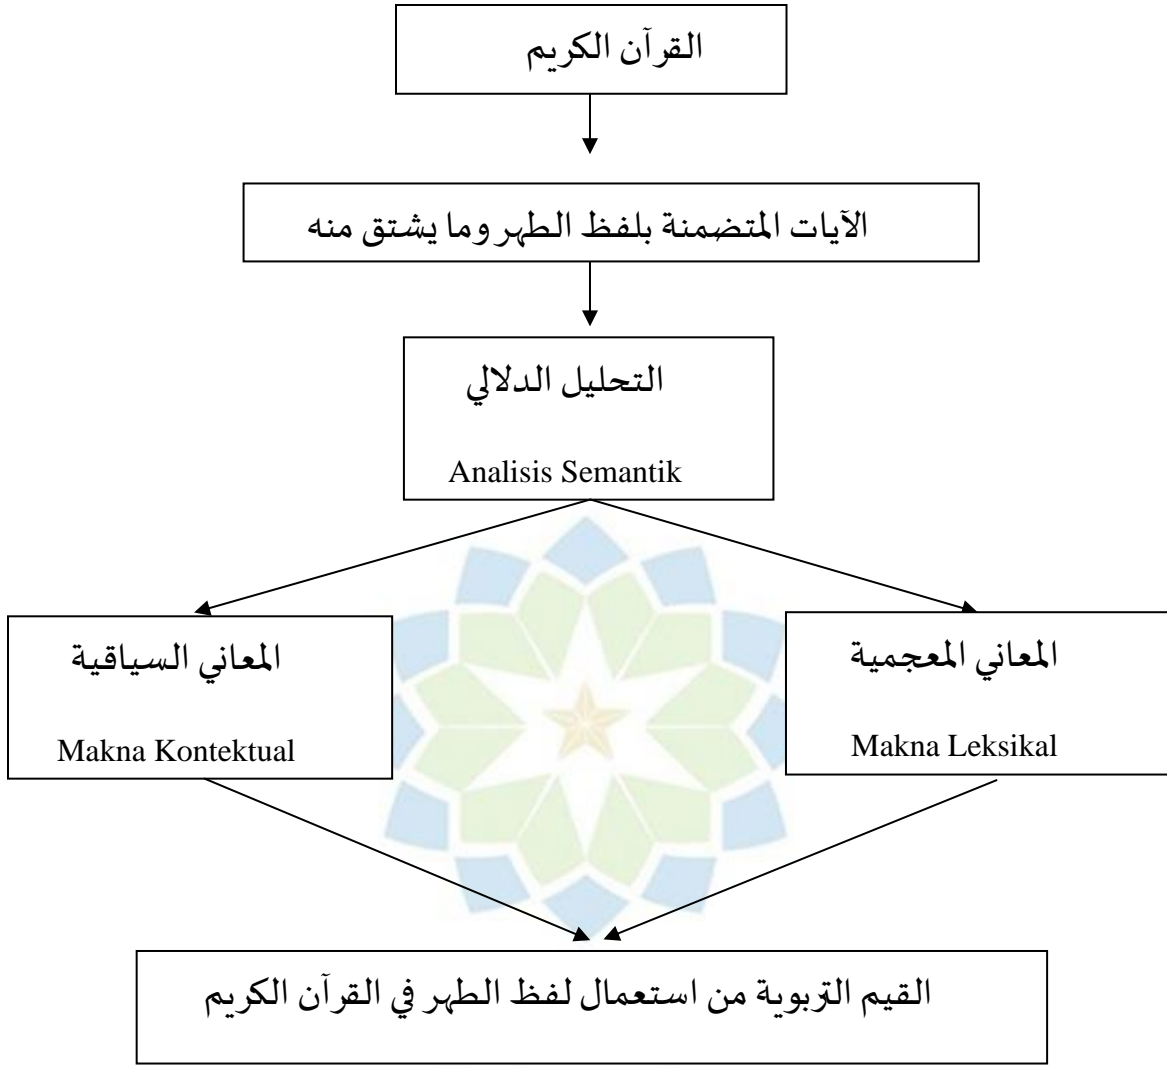 القرآن الكريم
الآيات المتضمنة بلفظ الطهر وما يشتق منه
التحليل الدلالي
Analisis Semantik
المعاني المعجمية
Makna Leksikal
المعاني السياقية
Makna Kontektual
القيم التربوية من استعمال لفظ الطهر في القرآن الكريم